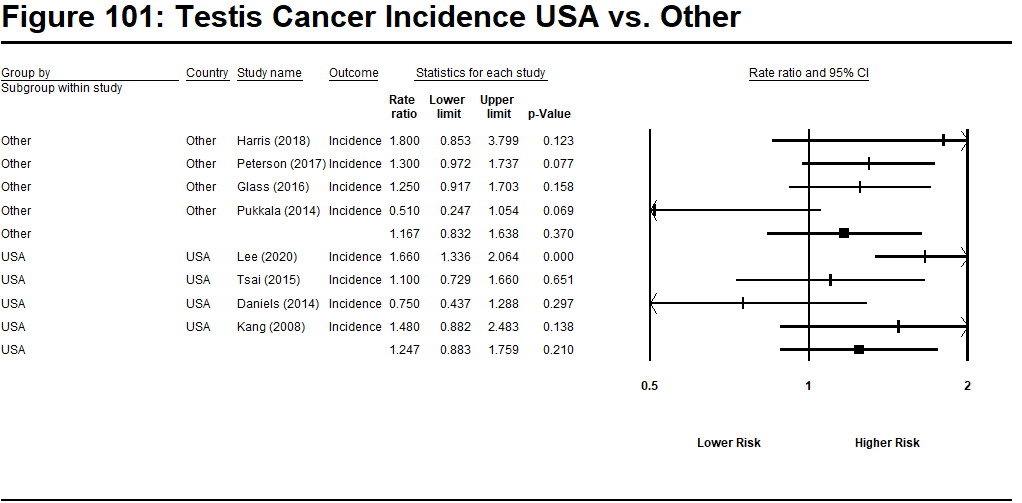 Figure 101: Testis Cancer Incidence USA vs. Other
Group by Country Study name Outcome Statistics for each study Rate ratio and 95% CI
Subgroup within study
Rate Lower Upper
ratio limit limit p-Value
Other Other Harris (2018) Incidence 1.800 0.853 3.799 0.123
Other Other Peterson (2017) Incidence 1.300 0.972 1.737 0.077
Other Other Glass (2016) Incidence 1.250 0.917 1.703 0.158
Other Other Pukkala (2014) Incidence 0.510 0.247 1.054 0.069
Other 1.167 0.832 1.638 0.370
USA USA Lee (2020) Incidence 1.660 1.336 2.064 0.000
USA USA Tsai (2015) Incidence 1.100 0.729 1.660 0.651
USA USA Daniels (2014) Incidence 0.750 0.437 1.288 0.297
USA USA Kang (2008) Incidence 1.480 0.882 2.483 0.138
USA 1.247 0.883 1.759 0.210
0.5 1 2
Lower Risk Higher Risk